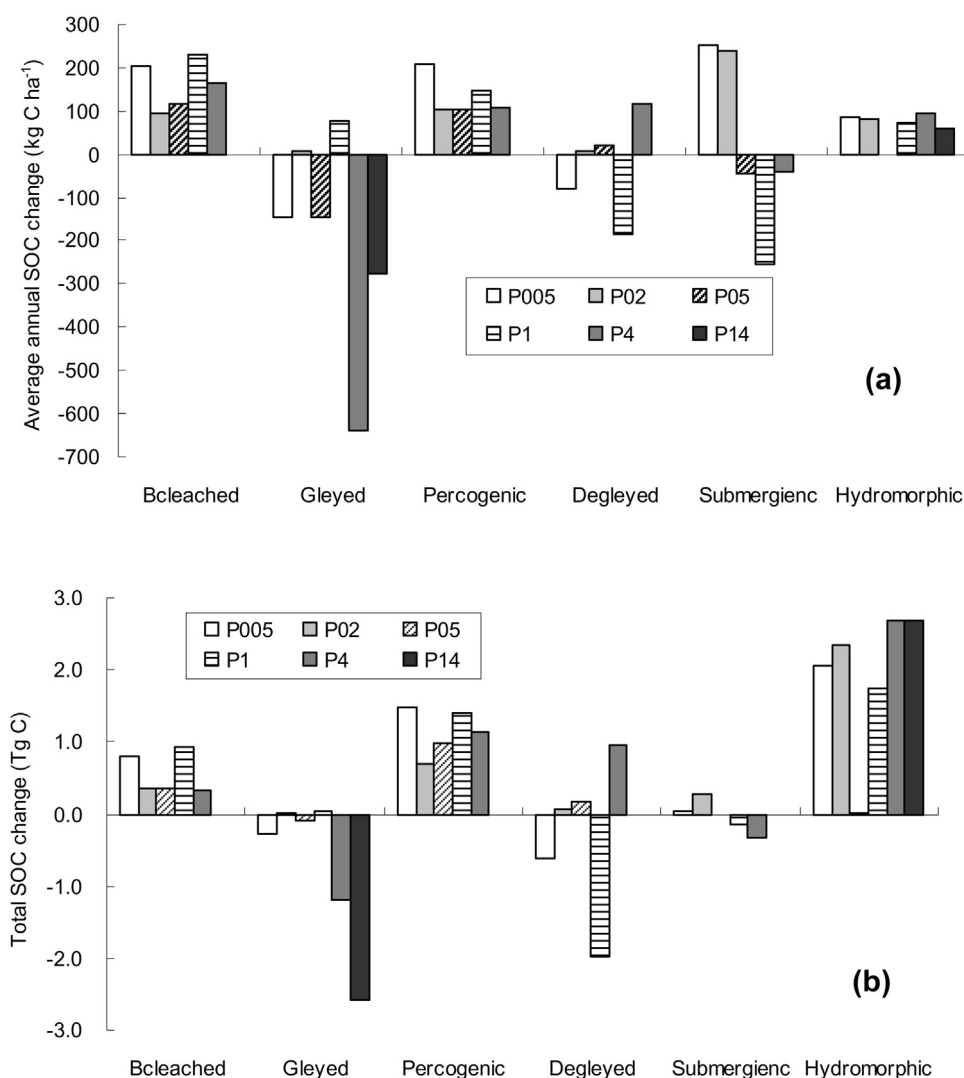 Average annual SOC change (kg C ha⁻¹)
300
200
100
0
-100
-200
-300
-400
-500
-600
-700
P005 P02 P05
P1 P4 P14
(a)
Bcleached Gleyed Percogenic Degleyed Submergienc Hydromorphic
Total SOC change (Tg C)
3.0
2.0
1.0
0.0
-1.0
-2.0
-3.0
P005 P02 P05
P1 P4 P14
(b)
Bcleached Gleyed Percogenic Degleyed Submergienc Hydromorphic